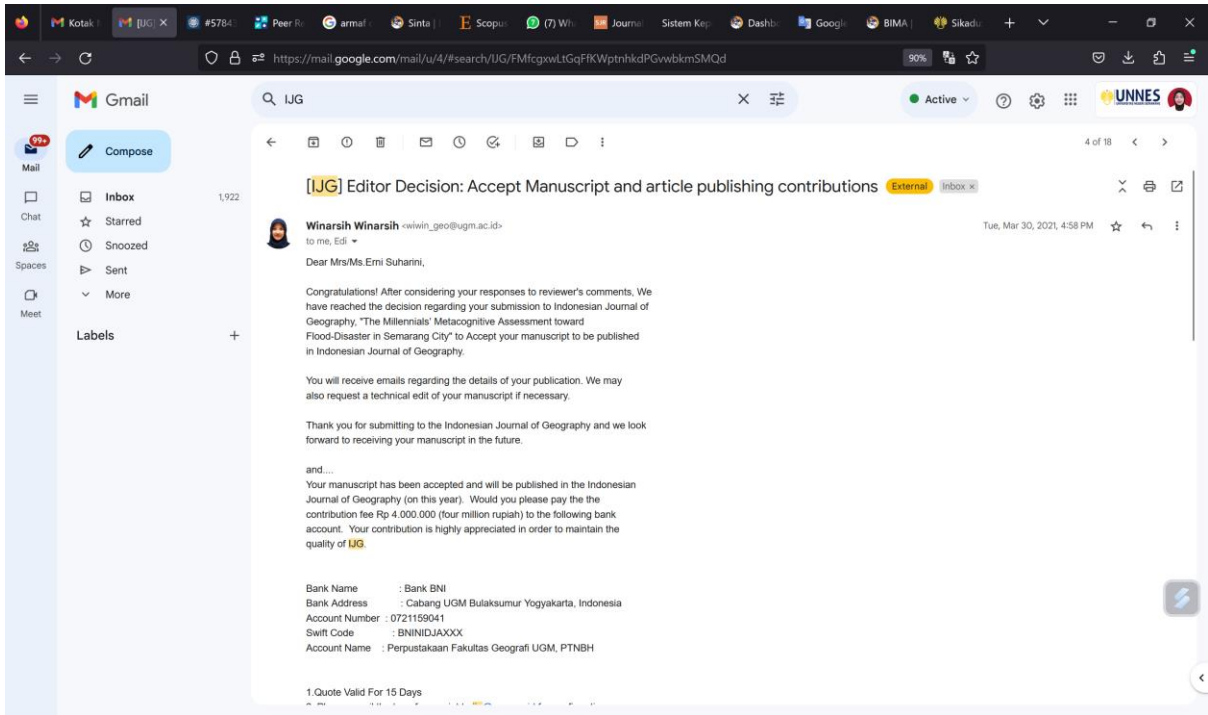 Kotak
[IJG]
#5784
Peer Re
armaf
Sinta |
Scopus
(7) Wh
Journa
Sistem Kep
Dashb
Google
BIMA |
Sikadu
https://mail.google.com/mail/u/4/#search/IJG/FMfcgxwLtGqFfKWptnhkdPGvwbkmSMQd
90%
Gmail
IJG
Active
UNNES
99+
Mail
Chat
Spaces
Meet
Compose
Inbox 1,922
Starred
Snoozed
Sent
More
Labels
4 of 18
[IJG] Editor Decision: Accept Manuscript and article publishing contributions External Inbox ×
Winarsih Winarsih <wiwin_geo@ugm.ac.id>
Tue, Mar 30, 2021, 4:58 PM
to me, Edi
Dear Mrs/Ms.Erni Suharini,
Congratulations! After considering your responses to reviewer's comments, We
have reached the decision regarding your submission to Indonesian Journal of
Geography, "The Millennials' Metacognitive Assessment toward
Flood-Disaster in Semarang City" to Accept your manuscript to be published
in Indonesian Journal of Geography.
You will receive emails regarding the details of your publication. We may
also request a technical edit of your manuscript if necessary.
Thank you for submitting to the Indonesian Journal of Geography and we look
forward to receiving your manuscript in the future.
and....
Your manuscript has been accepted and will be published in the Indonesian
Journal of Geography (on this year). Would you please pay the the
contribution fee Rp 4.000.000 (four million rupiah) to the following bank
account. Your contribution is highly appreciated in order to maintain the
quality of IJG.
Bank Name : Bank BNI
Bank Address : Cabang UGM Bulaksumur Yogyakarta, Indonesia
Account Number : 0721159041
Swift Code : BNINIDJAXXX
Account Name : Perpustakaan Fakultas Geografi UGM, PTNBH
1.Quote Valid For 15 Days